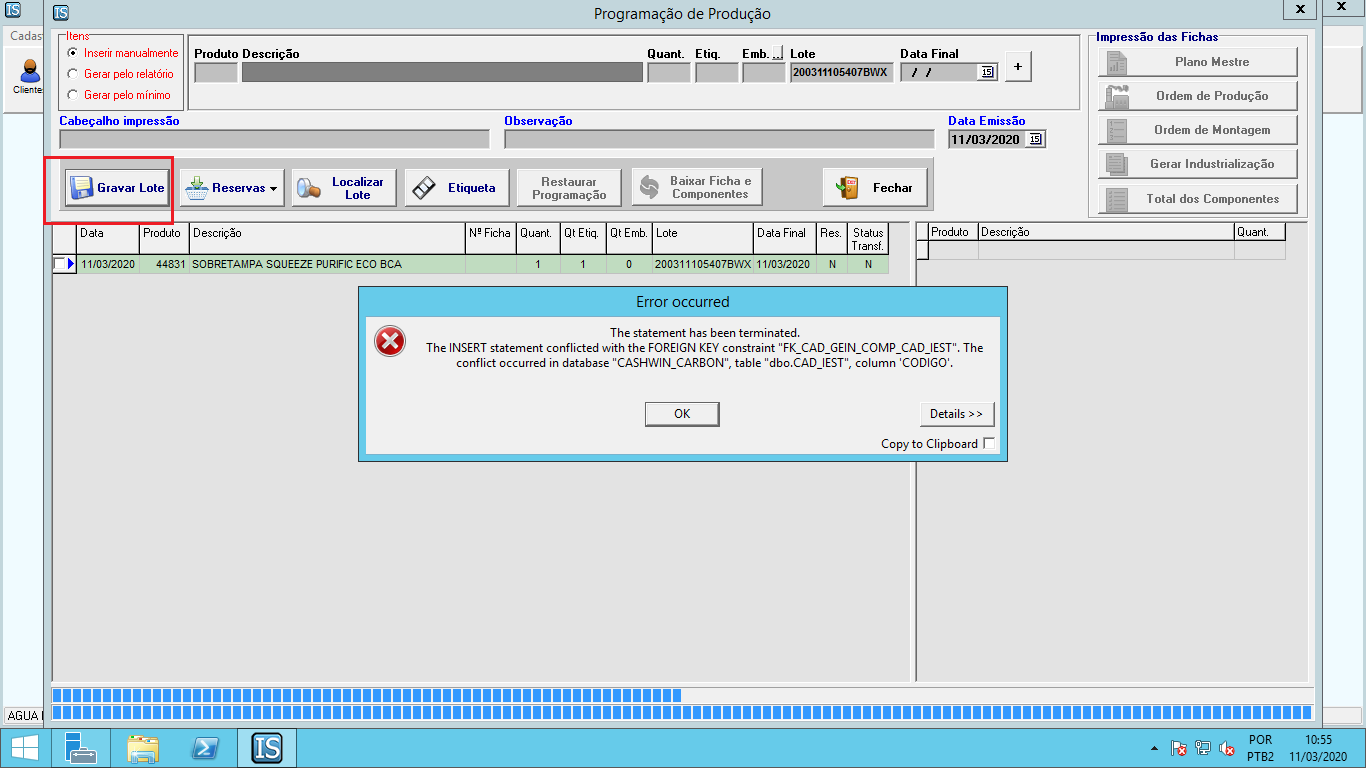 IS
IS
Programação de Produção
x
x
Cadas
Cliente
Itens
Inserir manualmente
Gerar pelo relatório
Gerar pelo mínimo
Produto Descrição Quant. Etiq. Emb. ... Lote Data Final
200311105407BWX / / 15 +
Impressão das Fichas
Plano Mestre
Ordem de Produção
Ordem de Montagem
Gerar Industrialização
Total dos Componentes
Cabeçalho impressão Observação Data Emissão
11/03/2020 15
Gravar Lote
Reservas
Localizar
Lote
Etiqueta
Restaurar
Programação
Baixar Ficha e
Componentes
Fechar
Data Produto Descrição Nº Ficha Quant. Qt Etiq. Qt Emb. Lote Data Final Res. Status
Transf.
11/03/2020 44831 SOBRETAMPA SQUEEZE PURIFIC ECO BCA 1 1 0 200311105407BWX 11/03/2020 N N
Produto Descrição Quant.
Error occurred
The statement has been terminated.
The INSERT statement conflicted with the FOREIGN KEY constraint "FK_CAD_GEIN_COMP_CAD_IEST". The
conflict occurred in database "CASHWIN_CARBON", table "dbo.CAD_IEST", column 'CODIGO'.
OK
Details >>
Copy to Clipboard
AGUA
IS
POR
PTB2
10:55
11/03/2020